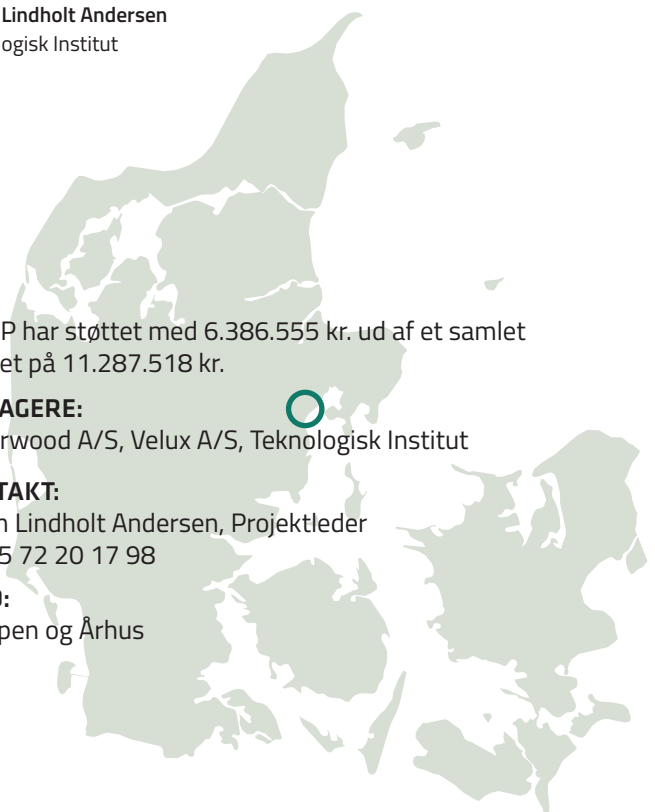 Lindholt Andersen
ogisk Institut
P har støttet med 6.386.555 kr. ud af et samlet
et på 11.287.518 kr.
AGERE:
rwood A/S, Velux A/S, Teknologisk Institut
TAKT:
n Lindholt Andersen, Projektleder
5 72 20 17 98
:
pen og Århus